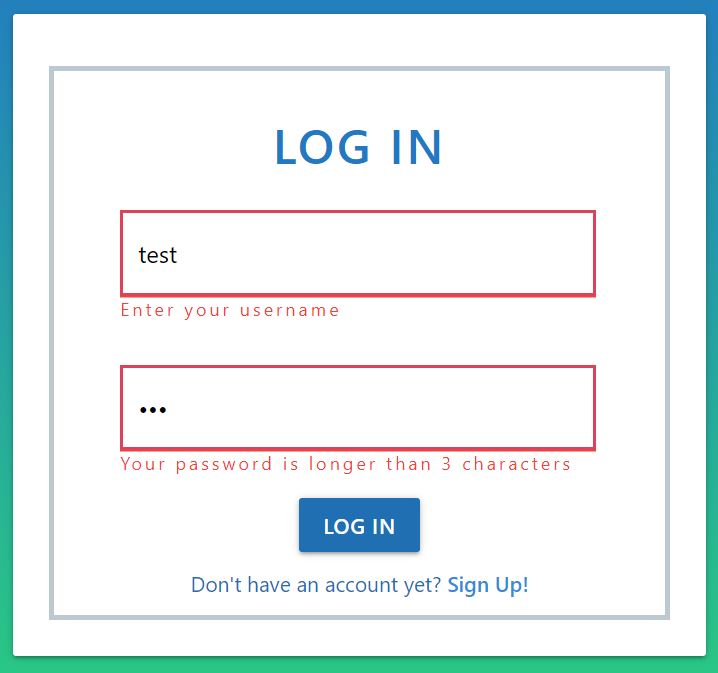 LOG IN
test
Enter your username
•••
Your password is longer than 3 characters
LOG IN
Don't have an account yet? Sign Up!